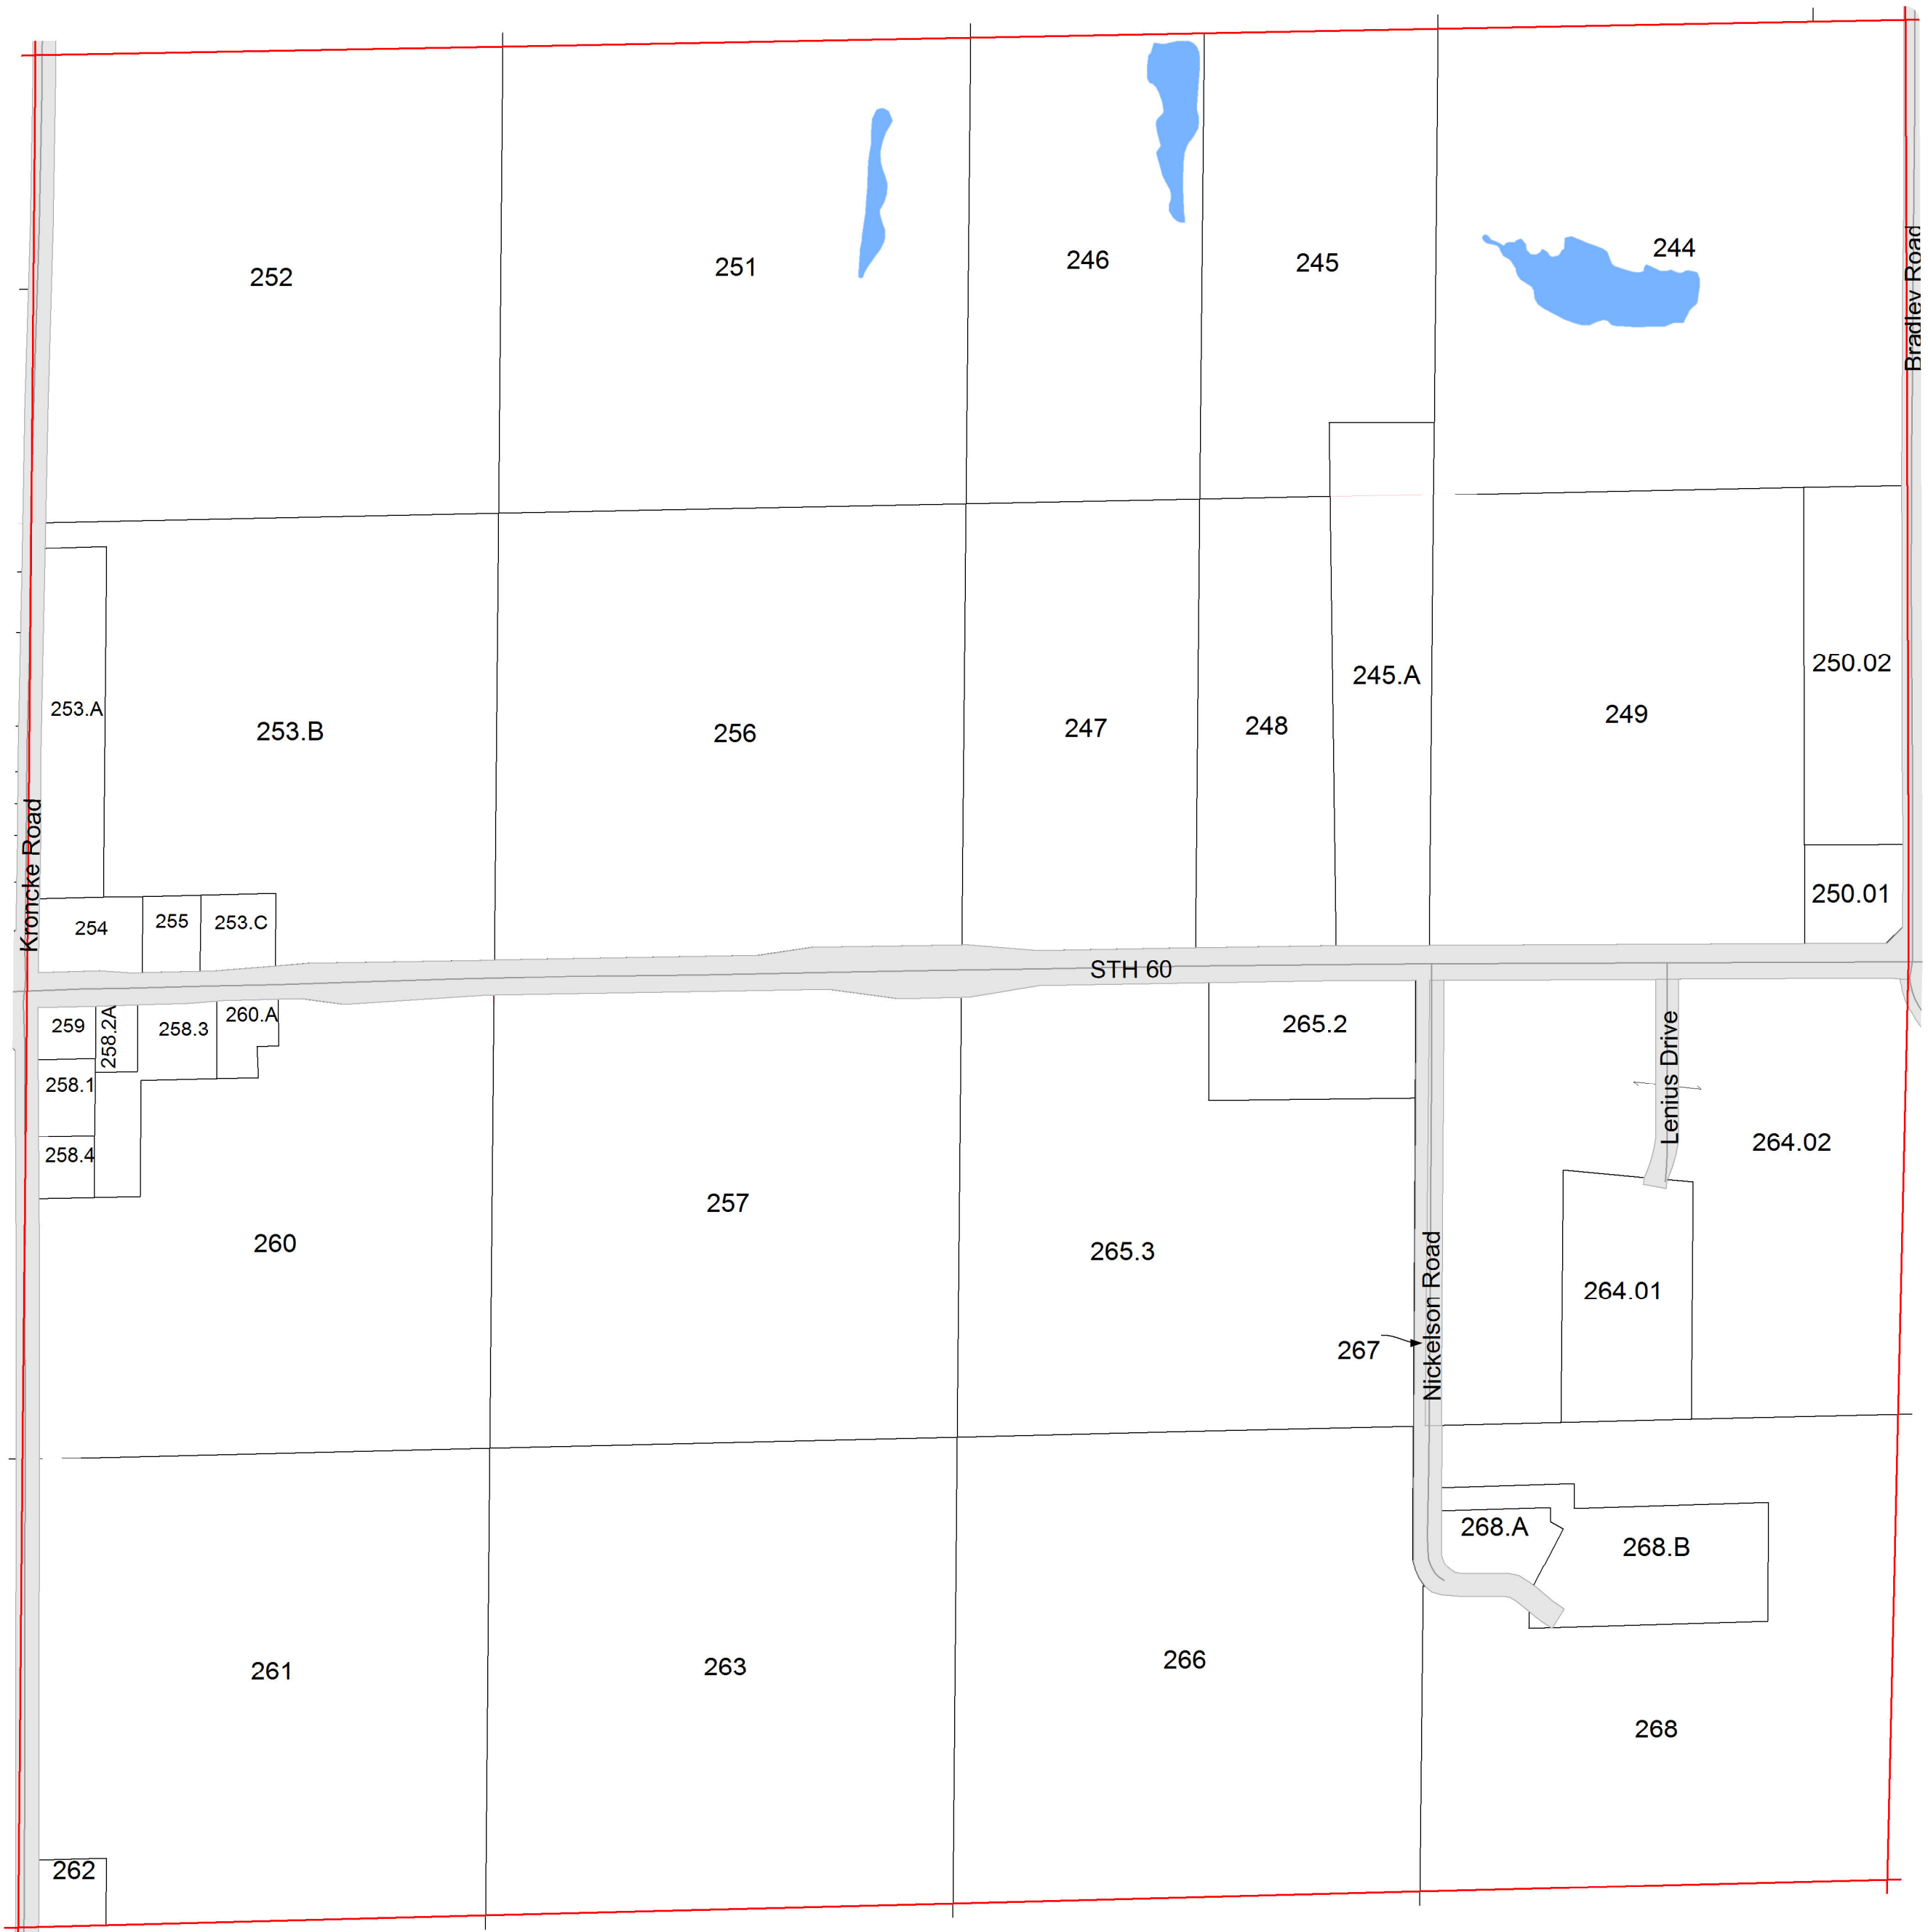 252
251
246
245
244
Bradley Road
253.A
253.B
256
247
248
245.A
249
250.02
250.01
Kroncke Road
254
255
253.C
STH 60
259
258.2A
258.3
260.A
258.1
258.4
265.2
Lenius Drive
264.02
260
257
265.3
264.01
267
Nickelson Road
268.A
268.B
261
263
266
268
262